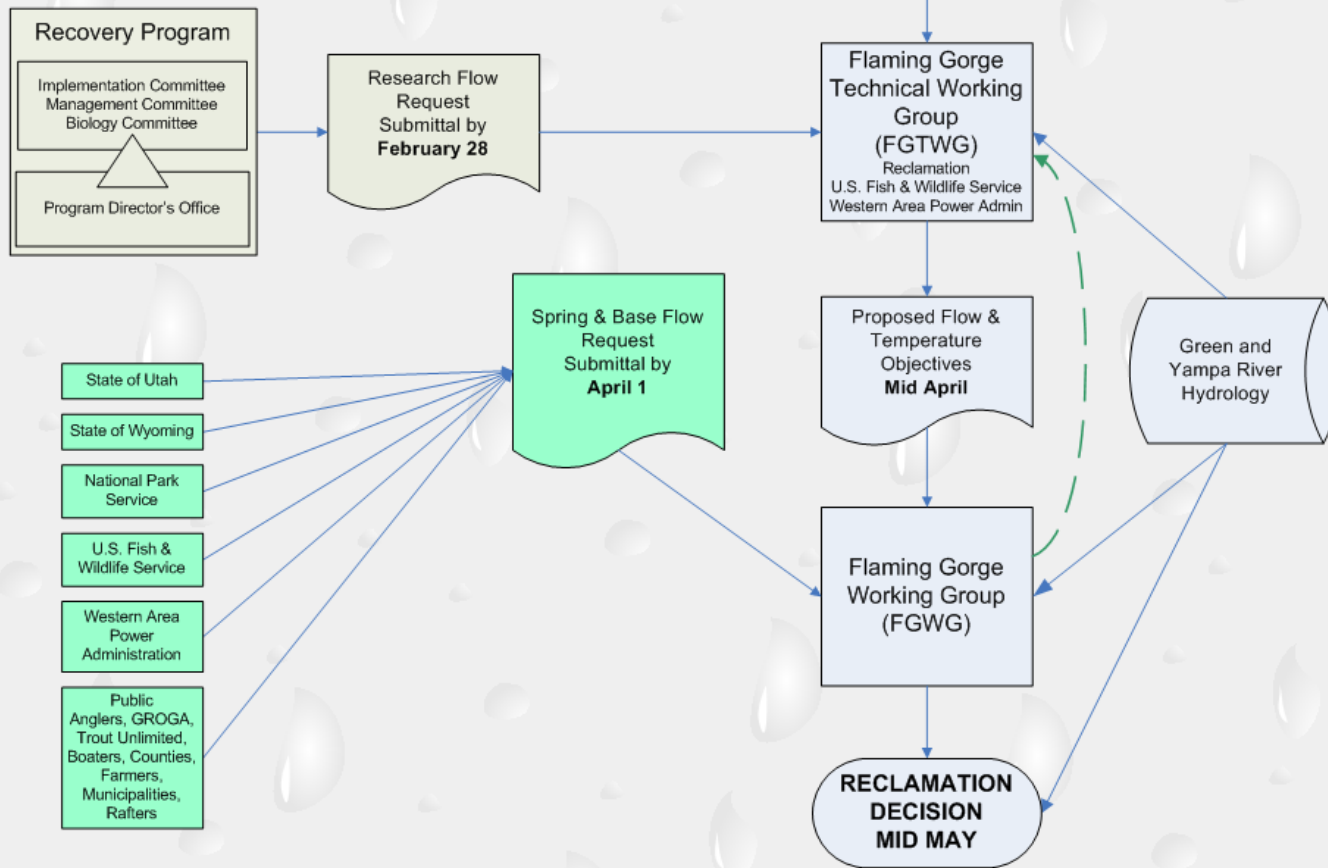 Recovery Program
Implementation Committee
Management Committee
Biology Committee
Program Director's Office
Research Flow
Request
Submittal by
February 28
Flaming Gorge
Technical Working
Group
(FGTWG)
Reclamation
U.S. Fish & Wildlife Service
Western Area Power Admin
Spring & Base Flow
Request
Submittal by
April 1
Proposed Flow &
Temperature
Objectives
Mid April
Green and
Yampa River
Hydrology
State of Utah
State of Wyoming
National Park
Service
U.S. Fish &
Wildlife Service
Western Area
Power
Administration
Public
Anglers, GROGA,
Trout Unlimited,
Boaters, Counties,
Farmers,
Municipalities,
Rafters
Flaming Gorge
Working Group
(FGWG)
RECLAMATION
DECISION
MID MAY